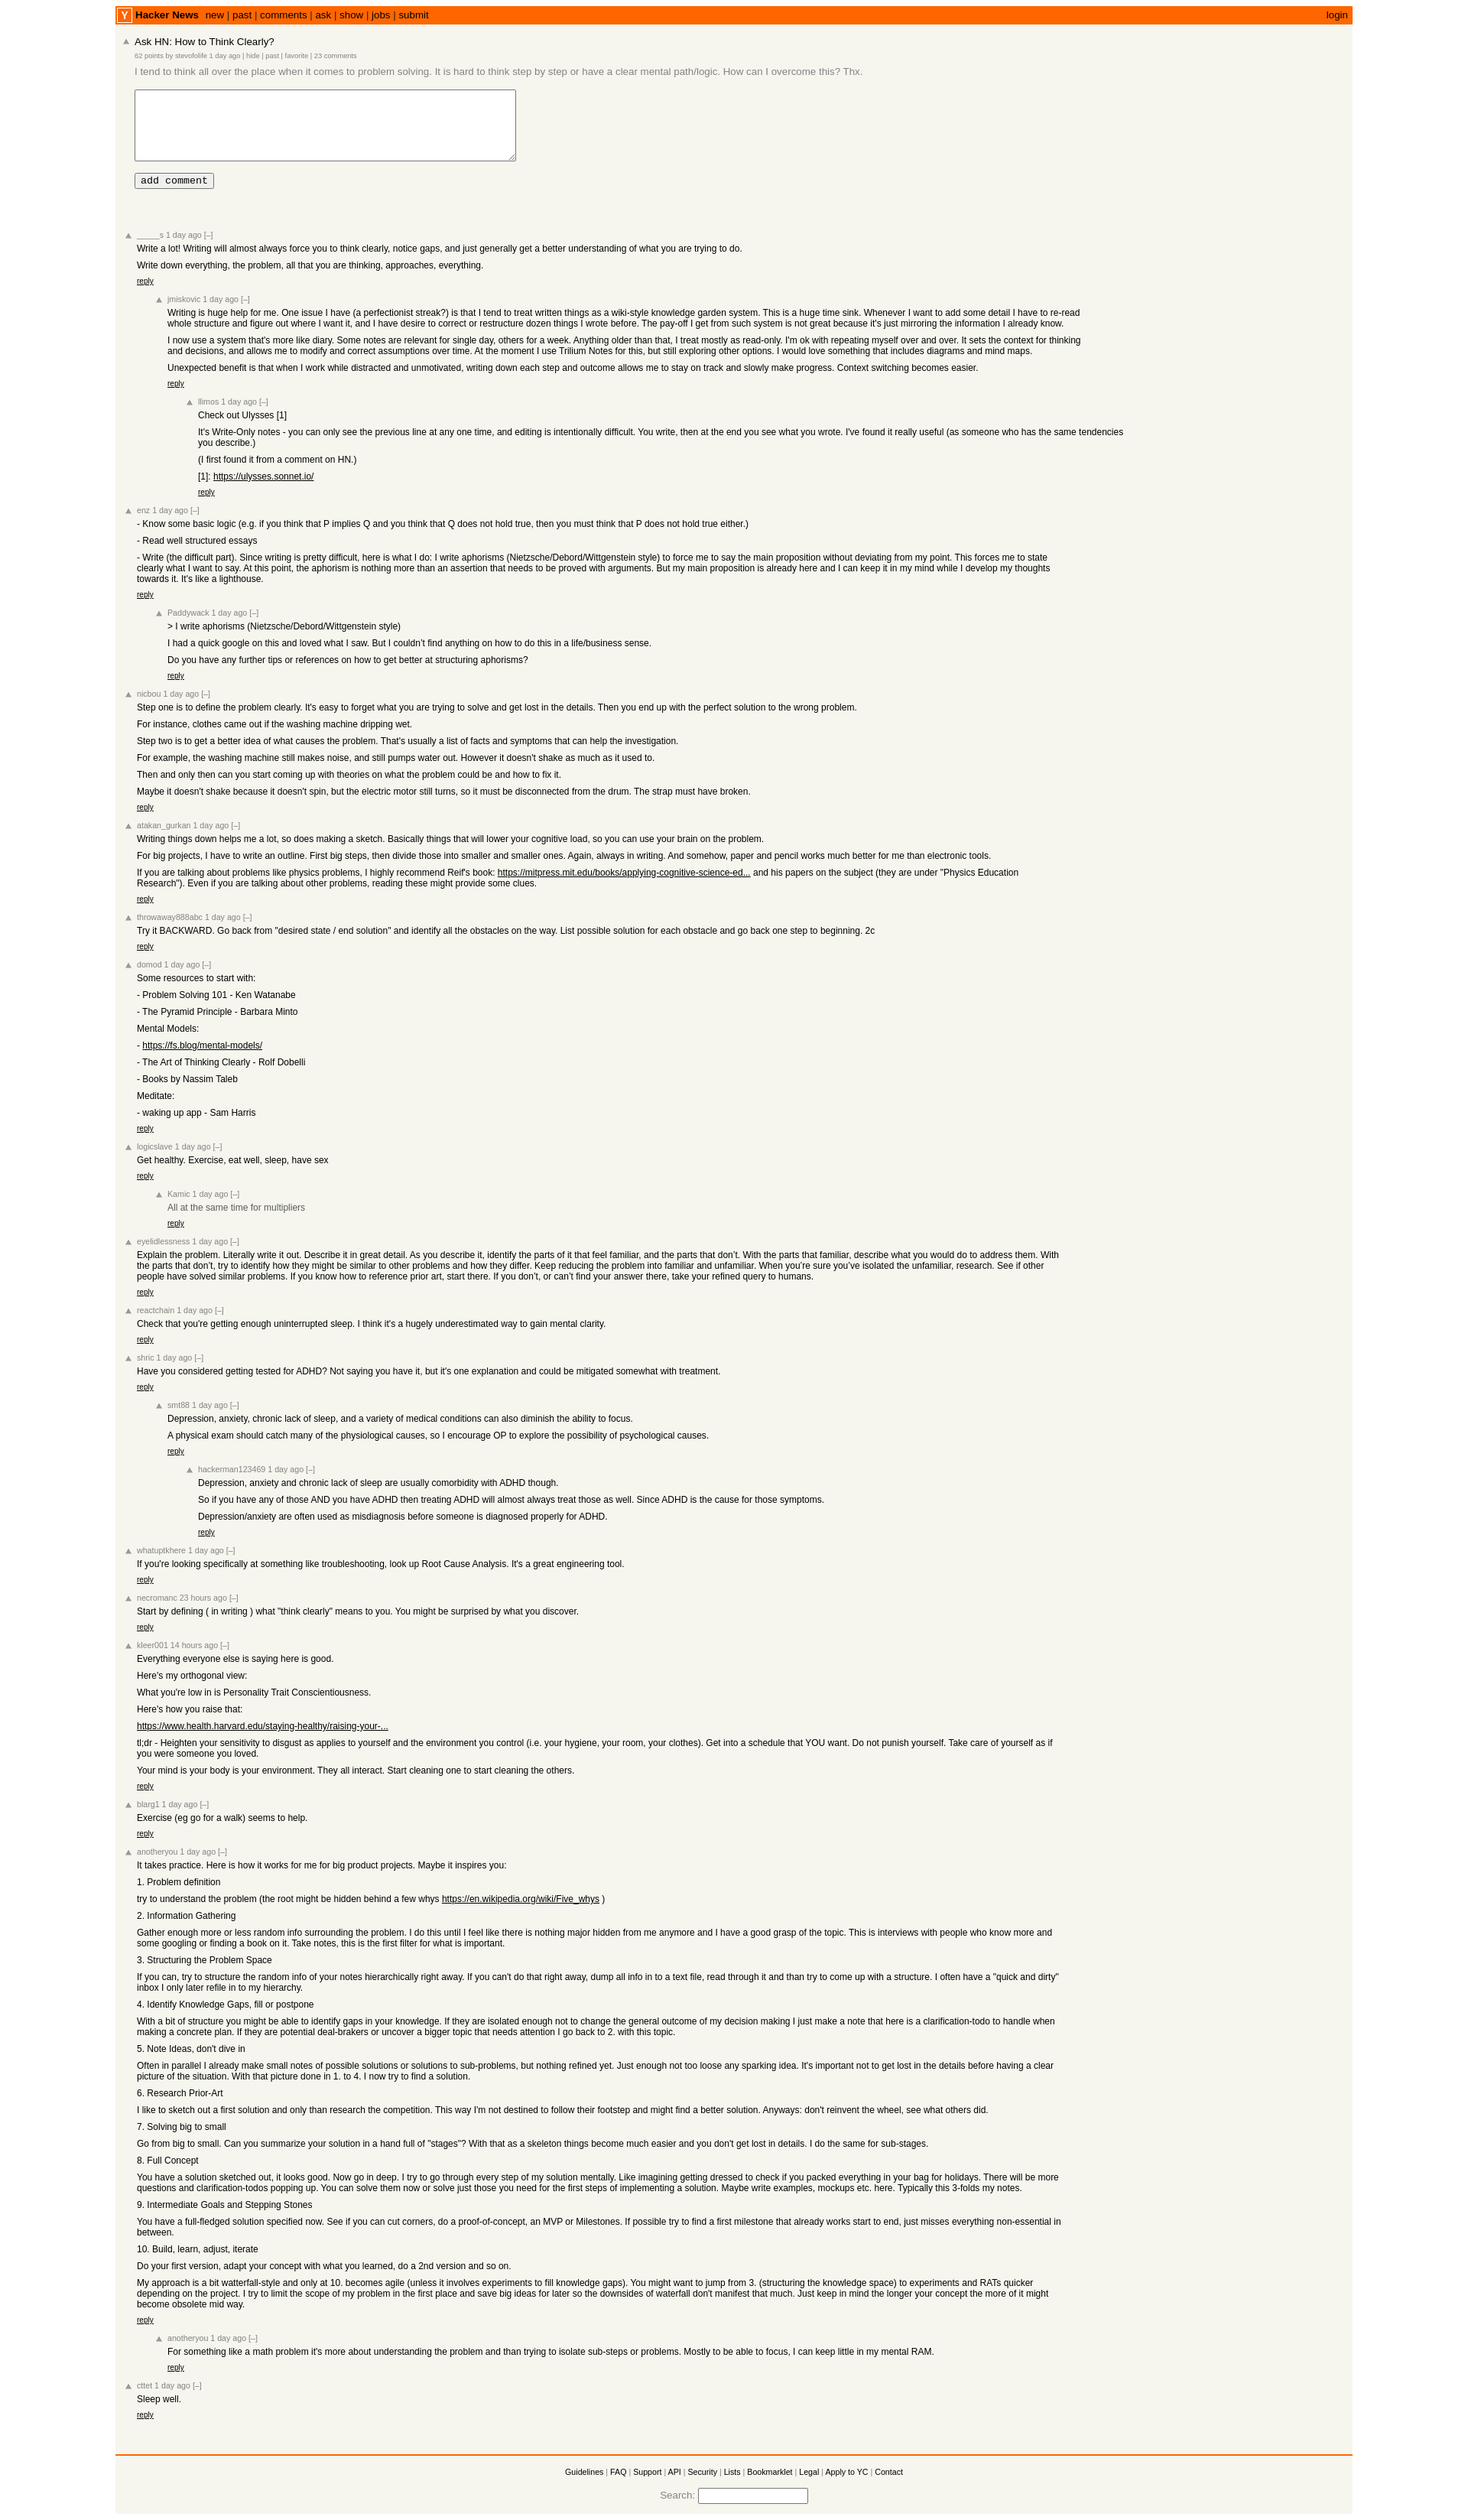 Y Hacker News new | past | comments | ask | show | jobs | submit login
Ask HN: How to Think Clearly?
62 points by stevofolife 1 day ago | hide | past | favorite | 23 comments
I tend to think all over the place when it comes to problem solving. It is hard to think step by step or have a clear mental path/logic. How can I overcome this? Thx.
add comment
_____s 1 day ago [–]
Write a lot! Writing will almost always force you to think clearly, notice gaps, and just generally get a better understanding of what you are trying to do.
Write down everything, the problem, all that you are thinking, approaches, everything.
reply
jmiskovic 1 day ago [–]
Writing is huge help for me. One issue I have (a perfectionist streak?) is that I tend to treat written things as a wiki-style knowledge garden system. This is a huge time sink. Whenever I want to add some detail I have to re-read
whole structure and figure out where I want it, and I have desire to correct or restructure dozen things I wrote before. The pay-off I get from such system is not great because it's just mirroring the information I already know.
I now use a system that's more like diary. Some notes are relevant for single day, others for a week. Anything older than that, I treat mostly as read-only. I'm ok with repeating myself over and over. It sets the context for thinking
and decisions, and allows me to modify and correct assumptions over time. At the moment I use Trilium Notes for this, but still exploring other options. I would love something that includes diagrams and mind maps.
Unexpected benefit is that when I work while distracted and unmotivated, writing down each step and outcome allows me to stay on track and slowly make progress. Context switching becomes easier.
reply
llimos 1 day ago [–]
Check out Ulysses [1]
It's Write-Only notes - you can only see the previous line at any one time, and editing is intentionally difficult. You write, then at the end you see what you wrote. I've found it really useful (as someone who has the same tendencies
you describe.)
(I first found it from a comment on HN.)
[1]: https://ulysses.sonnet.io/
reply
enz 1 day ago [–]
- Know some basic logic (e.g. if you think that P implies Q and you think that Q does not hold true, then you must think that P does not hold true either.)
- Read well structured essays
- Write (the difficult part). Since writing is pretty difficult, here is what I do: I write aphorisms (Nietzsche/Debord/Wittgenstein style) to force me to say the main proposition without deviating from my point. This forces me to state
clearly what I want to say. At this point, the aphorism is nothing more than an assertion that needs to be proved with arguments. But my main proposition is already here and I can keep it in my mind while I develop my thoughts
towards it. It's like a lighthouse.
reply
Paddywack 1 day ago [–]
> I write aphorisms (Nietzsche/Debord/Wittgenstein style)
I had a quick google on this and loved what I saw. But I couldn't find anything on how to do this in a life/business sense.
Do you have any further tips or references on how to get better at structuring aphorisms?
reply
nicbou 1 day ago [–]
Step one is to define the problem clearly. It's easy to forget what you are trying to solve and get lost in the details. Then you end up with the perfect solution to the wrong problem.
For instance, clothes came out if the washing machine dripping wet.
Step two is to get a better idea of what causes the problem. That's usually a list of facts and symptoms that can help the investigation.
For example, the washing machine still makes noise, and still pumps water out. However it doesn't shake as much as it used to.
Then and only then can you start coming up with theories on what the problem could be and how to fix it.
Maybe it doesn't shake because it doesn't spin, but the electric motor still turns, so it must be disconnected from the drum. The strap must have broken.
reply
atakan_gurkan 1 day ago [–]
Writing things down helps me a lot, so does making a sketch. Basically things that will lower your cognitive load, so you can use your brain on the problem.
For big projects, I have to write an outline. First big steps, then divide those into smaller and smaller ones. Again, always in writing. And somehow, paper and pencil works much better for me than electronic tools.
If you are talking about problems like physics problems, I highly recommend Reif's book: https://mitpress.mit.edu/books/applying-cognitive-science-ed... and his papers on the subject (they are under "Physics Education
Research"). Even if you are talking about other problems, reading these might provide some clues.
reply
throwaway888abc 1 day ago [–]
Try it BACKWARD. Go back from "desired state / end solution" and identify all the obstacles on the way. List possible solution for each obstacle and go back one step to beginning. 2c
reply
domod 1 day ago [–]
Some resources to start with:
- Problem Solving 101 - Ken Watanabe
- The Pyramid Principle - Barbara Minto
Mental Models:
- https://fs.blog/mental-models/
- The Art of Thinking Clearly - Rolf Dobelli
- Books by Nassim Taleb
Meditate:
- waking up app - Sam Harris
reply
logicslave 1 day ago [–]
Get healthy. Exercise, eat well, sleep, have sex
reply
Kamic 1 day ago [–]
All at the same time for multipliers
reply
eyelidlessness 1 day ago [–]
Explain the problem. Literally write it out. Describe it in great detail. As you describe it, identify the parts of it that feel familiar, and the parts that don’t. With the parts that familiar, describe what you would do to address them. With
the parts that don’t, try to identify how they might be similar to other problems and how they differ. Keep reducing the problem into familiar and unfamiliar. When you’re sure you’ve isolated the unfamiliar, research. See if other
people have solved similar problems. If you know how to reference prior art, start there. If you don’t, or can’t find your answer there, take your refined query to humans.
reply
reactchain 1 day ago [–]
Check that you're getting enough uninterrupted sleep. I think it's a hugely underestimated way to gain mental clarity.
reply
shric 1 day ago [–]
Have you considered getting tested for ADHD? Not saying you have it, but it's one explanation and could be mitigated somewhat with treatment.
reply
smt88 1 day ago [–]
Depression, anxiety, chronic lack of sleep, and a variety of medical conditions can also diminish the ability to focus.
A physical exam should catch many of the physiological causes, so I encourage OP to explore the possibility of psychological causes.
reply
hackerman123469 1 day ago [–]
Depression, anxiety and chronic lack of sleep are usually comorbidity with ADHD though.
So if you have any of those AND you have ADHD then treating ADHD will almost always treat those as well. Since ADHD is the cause for those symptoms.
Depression/anxiety are often used as misdiagnosis before someone is diagnosed properly for ADHD.
reply
whatuptkhere 1 day ago [–]
If you're looking specifically at something like troubleshooting, look up Root Cause Analysis. It's a great engineering tool.
reply
necromanc 23 hours ago [–]
Start by defining ( in writing ) what "think clearly" means to you. You might be surprised by what you discover.
reply
kleer001 14 hours ago [–]
Everything everyone else is saying here is good.
Here's my orthogonal view:
What you're low in is Personality Trait Conscientiousness.
Here's how you raise that:
https://www.health.harvard.edu/staying-healthy/raising-your-...
tl;dr - Heighten your sensitivity to disgust as applies to yourself and the environment you control (i.e. your hygiene, your room, your clothes). Get into a schedule that YOU want. Do not punish yourself. Take care of yourself as if
you were someone you loved.
Your mind is your body is your environment. They all interact. Start cleaning one to start cleaning the others.
reply
blarg1 1 day ago [–]
Exercise (eg go for a walk) seems to help.
reply
anotheryou 1 day ago [–]
It takes practice. Here is how it works for me for big product projects. Maybe it inspires you:
1. Problem definition
try to understand the problem (the root might be hidden behind a few whys https://en.wikipedia.org/wiki/Five_whys )
2. Information Gathering
Gather enough more or less random info surrounding the problem. I do this until I feel like there is nothing major hidden from me anymore and I have a good grasp of the topic. This is interviews with people who know more and
some googling or finding a book on it. Take notes, this is the first filter for what is important.
3. Structuring the Problem Space
If you can, try to structure the random info of your notes hierarchically right away. If you can't do that right away, dump all info in to a text file, read through it and than try to come up with a structure. I often have a "quick and dirty"
inbox I only later refile in to my hierarchy.
4. Identify Knowledge Gaps, fill or postpone
With a bit of structure you might be able to identify gaps in your knowledge. If they are isolated enough not to change the general outcome of my decision making I just make a note that here is a clarification-todo to handle when
making a concrete plan. If they are potential deal-brakers or uncover a bigger topic that needs attention I go back to 2. with this topic.
5. Note Ideas, don't dive in
Often in parallel I already make small notes of possible solutions or solutions to sub-problems, but nothing refined yet. Just enough not too loose any sparking idea. It's important not to get lost in the details before having a clear
picture of the situation. With that picture done in 1. to 4. I now try to find a solution.
6. Research Prior-Art
I like to sketch out a first solution and only than research the competition. This way I'm not destined to follow their footstep and might find a better solution. Anyways: don't reinvent the wheel, see what others did.
7. Solving big to small
Go from big to small. Can you summarize your solution in a hand full of "stages"? With that as a skeleton things become much easier and you don't get lost in details. I do the same for sub-stages.
8. Full Concept
You have a solution sketched out, it looks good. Now go in deep. I try to go through every step of my solution mentally. Like imagining getting dressed to check if you packed everything in your bag for holidays. There will be more
questions and clarification-todos popping up. You can solve them now or solve just those you need for the first steps of implementing a solution. Maybe write examples, mockups etc. here. Typically this 3-folds my notes.
9. Intermediate Goals and Stepping Stones
You have a full-fledged solution specified now. See if you can cut corners, do a proof-of-concept, an MVP or Milestones. If possible try to find a first milestone that already works start to end, just misses everything non-essential in
between.
10. Build, learn, adjust, iterate
Do your first version, adapt your concept with what you learned, do a 2nd version and so on.
My approach is a bit watterfall-style and only at 10. becomes agile (unless it involves experiments to fill knowledge gaps). You might want to jump from 3. (structuring the knowledge space) to experiments and RATs quicker
depending on the project. I try to limit the scope of my problem in the first place and save big ideas for later so the downsides of waterfall don't manifest that much. Just keep in mind the longer your concept the more of it might
become obsolete mid way.
reply
anotheryou 1 day ago [–]
For something like a math problem it's more about understanding the problem and than trying to isolate sub-steps or problems. Mostly to be able to focus, I can keep little in my mental RAM.
reply
cttet 1 day ago [–]
Sleep well.
reply
Guidelines | FAQ | Support | API | Security | Lists | Bookmarklet | Legal | Apply to YC | Contact
Search: